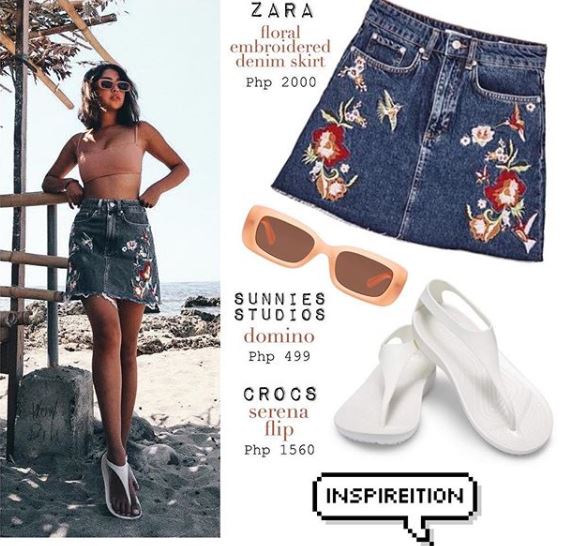 ZARA
floral
embroidered
denim skirt
Php 2000
SUNNIES
STUDIOS
domino
Php 499
CROCS
serena
flip
Php 1560
INSPIREITION